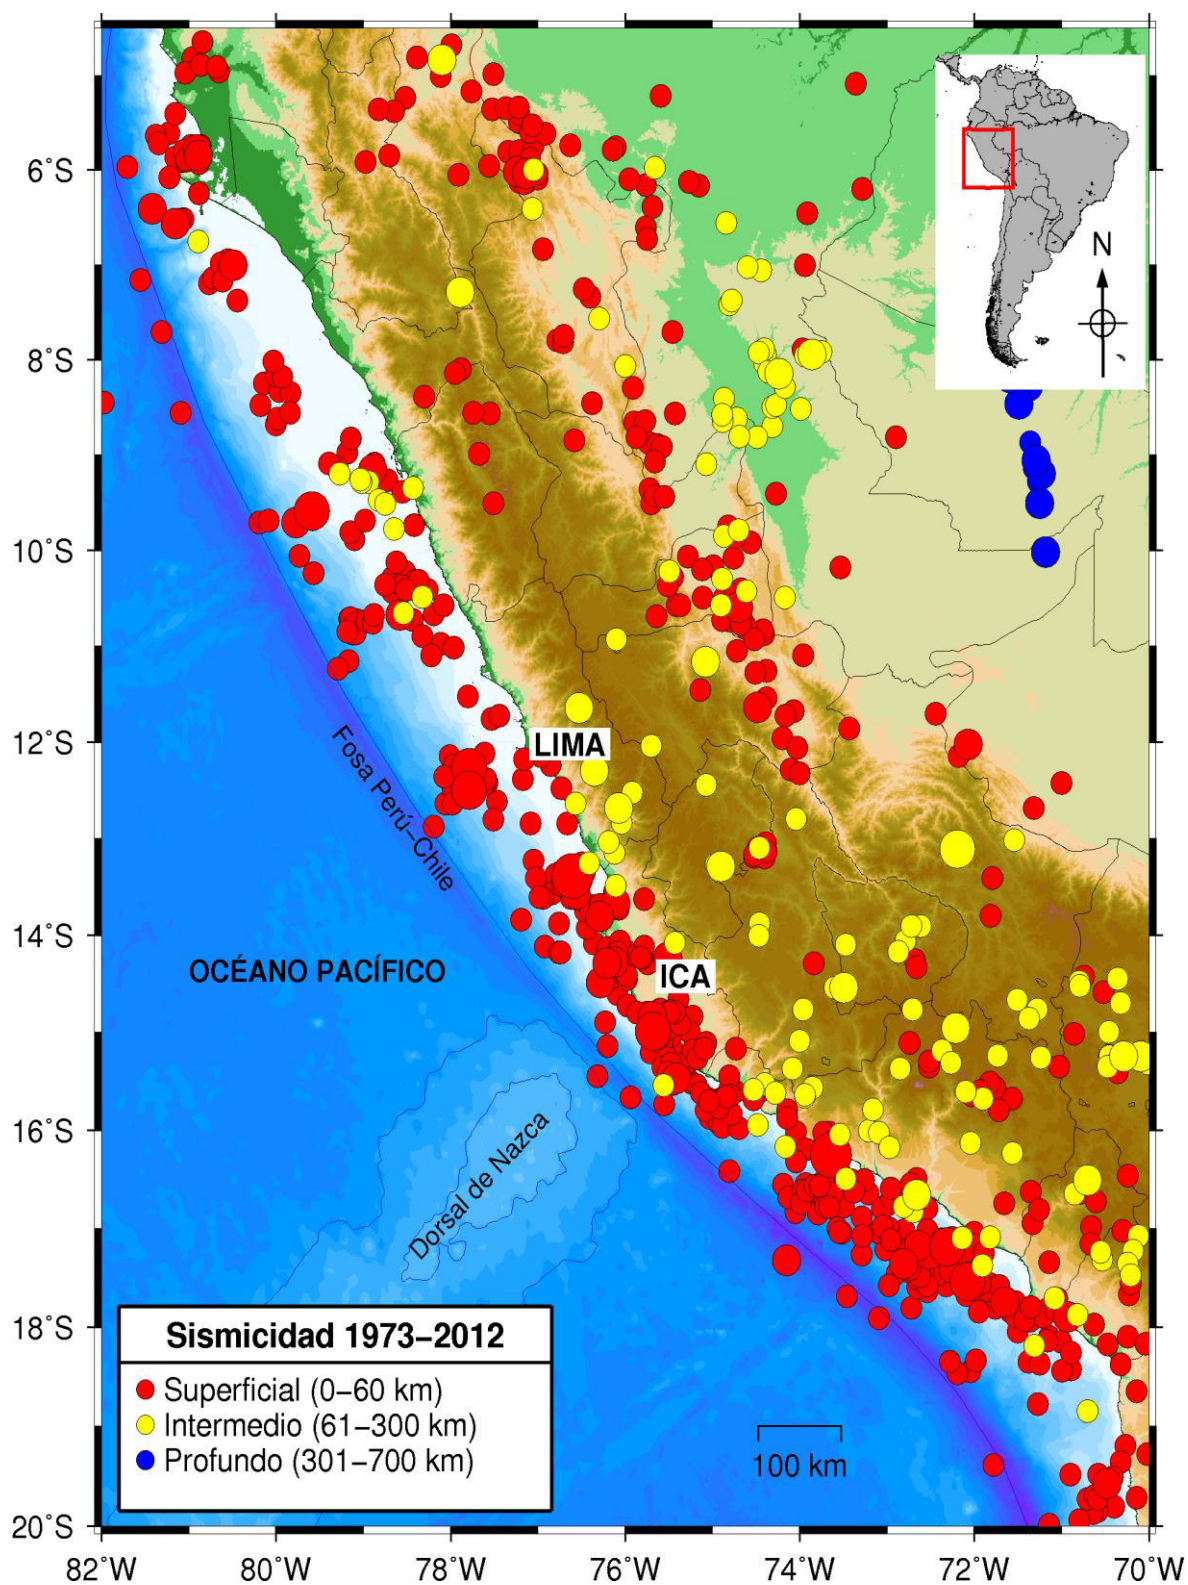 6°S
8°S
10°S
12°S
14°S
16°S
18°S
20°S
82°W
80°W
78°W
76°W
74°W
72°W
70°W
N
LIMA
Fosa Perú–Chile
ICA
OCÉANO PACÍFICO
Dorsal de Nazca
Sismicidad 1973–2012
Superficial (0–60 km)
Intermedio (61–300 km)
Profundo (301–700 km)
100 km